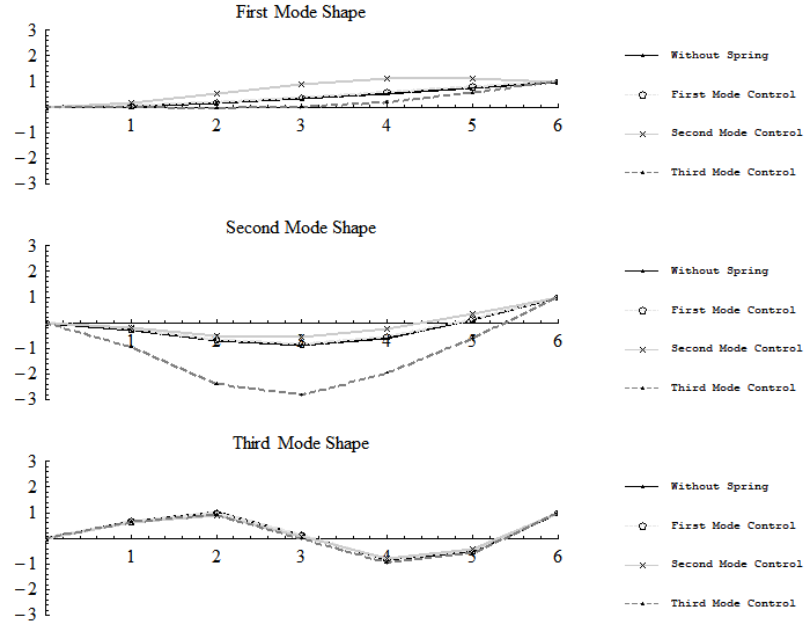 First Mode Shape
3
2
1
−1
−2
−3
1 2 3 4 5 6
Without Spring
First Mode Control
Second Mode Control
Third Mode Control
Second Mode Shape
3
2
1
−1
−2
−3
1 2 3 4 5 6
Without Spring
First Mode Control
Second Mode Control
Third Mode Control
Third Mode Shape
3
2
1
−1
−2
−3
1 2 3 4 5 6
Without Spring
First Mode Control
Second Mode Control
Third Mode Control